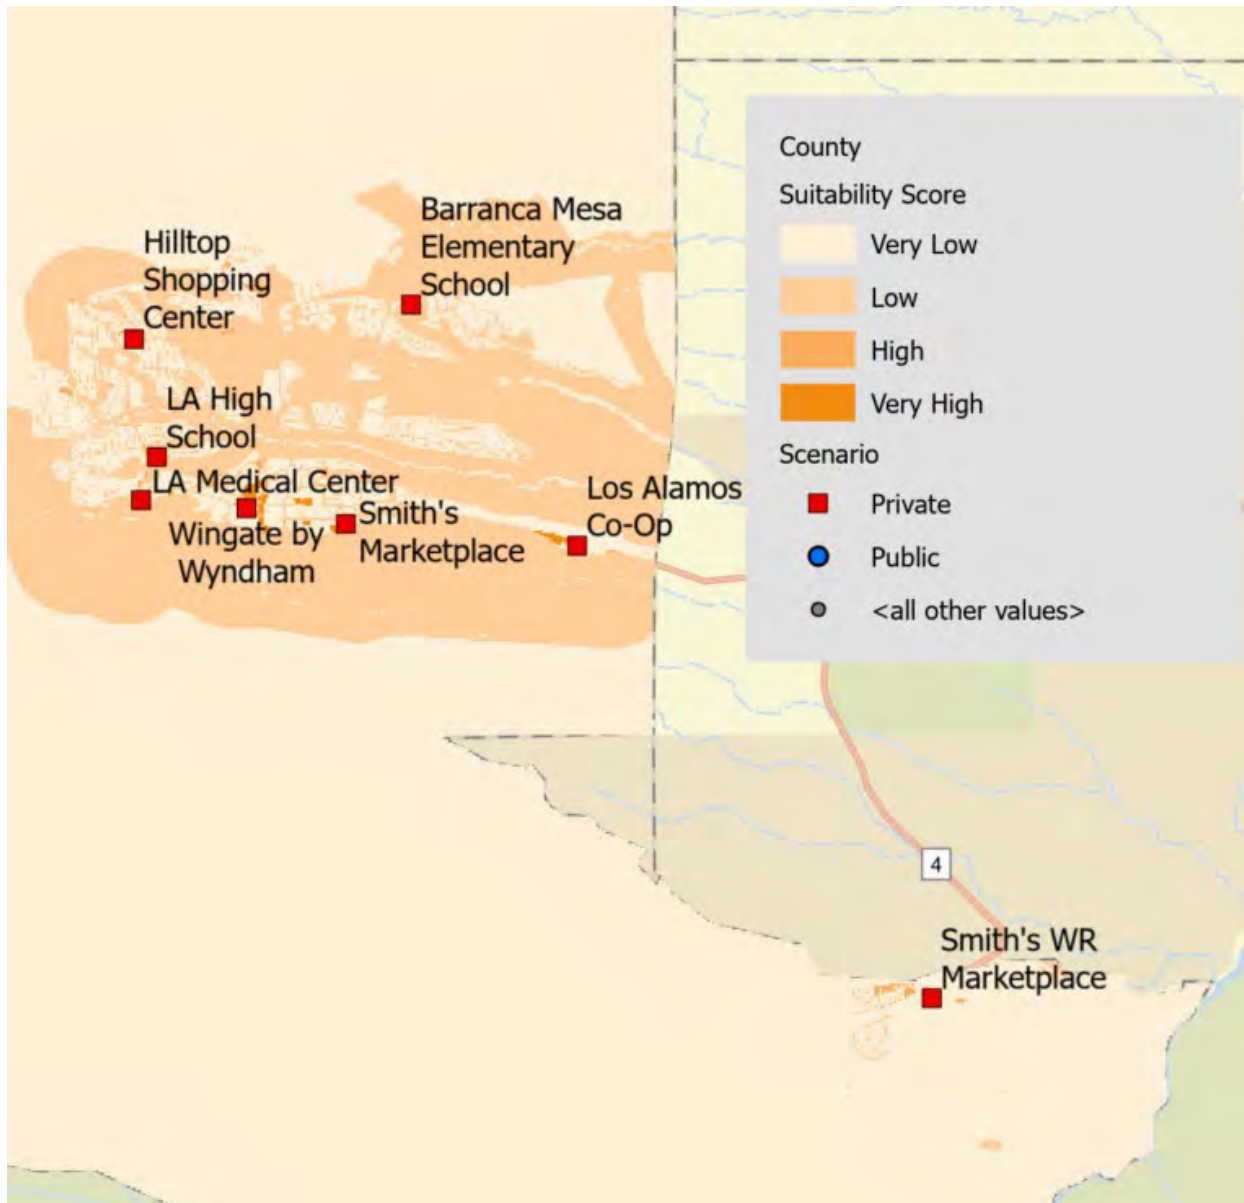 County
Suitability Score
Very Low
Low
High
Very High
Scenario
Private
Public
<all other values>
Barranca Mesa
Elementary
School
Hilltop
Shopping
Center
LA High
School
LA Medical Center
Wingate by
Wyndham
Smith's
Marketplace
Los Alamos
Co-Op
4
Smith's WR
Marketplace